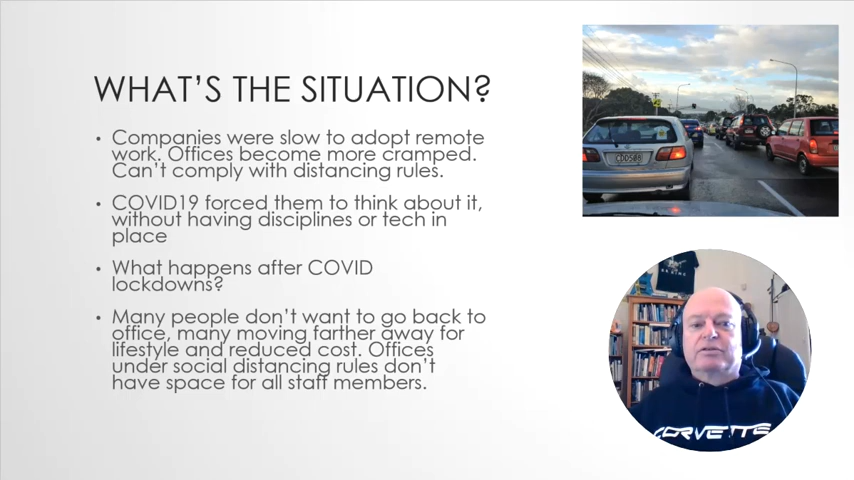 WHAT'S THE SITUATION?
• Companies were slow to adopt remote
work. Offices become more cramped.
Can't comply with distancing rules.
• COVID19 forced them to think about it,
without having disciplines or tech in
place
• What happens after COVID
lockdowns?
• Many people don't want to go back to
office, many moving farther away for
lifestyle and reduced cost. Offices
under social distancing rules don't
have space for all staff members.
CORVETTE